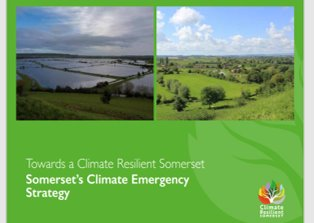 Towards a Climate Resilient Somerset
Somerset's Climate Emergency
Strategy
Climate
Resilient
SOMERSET